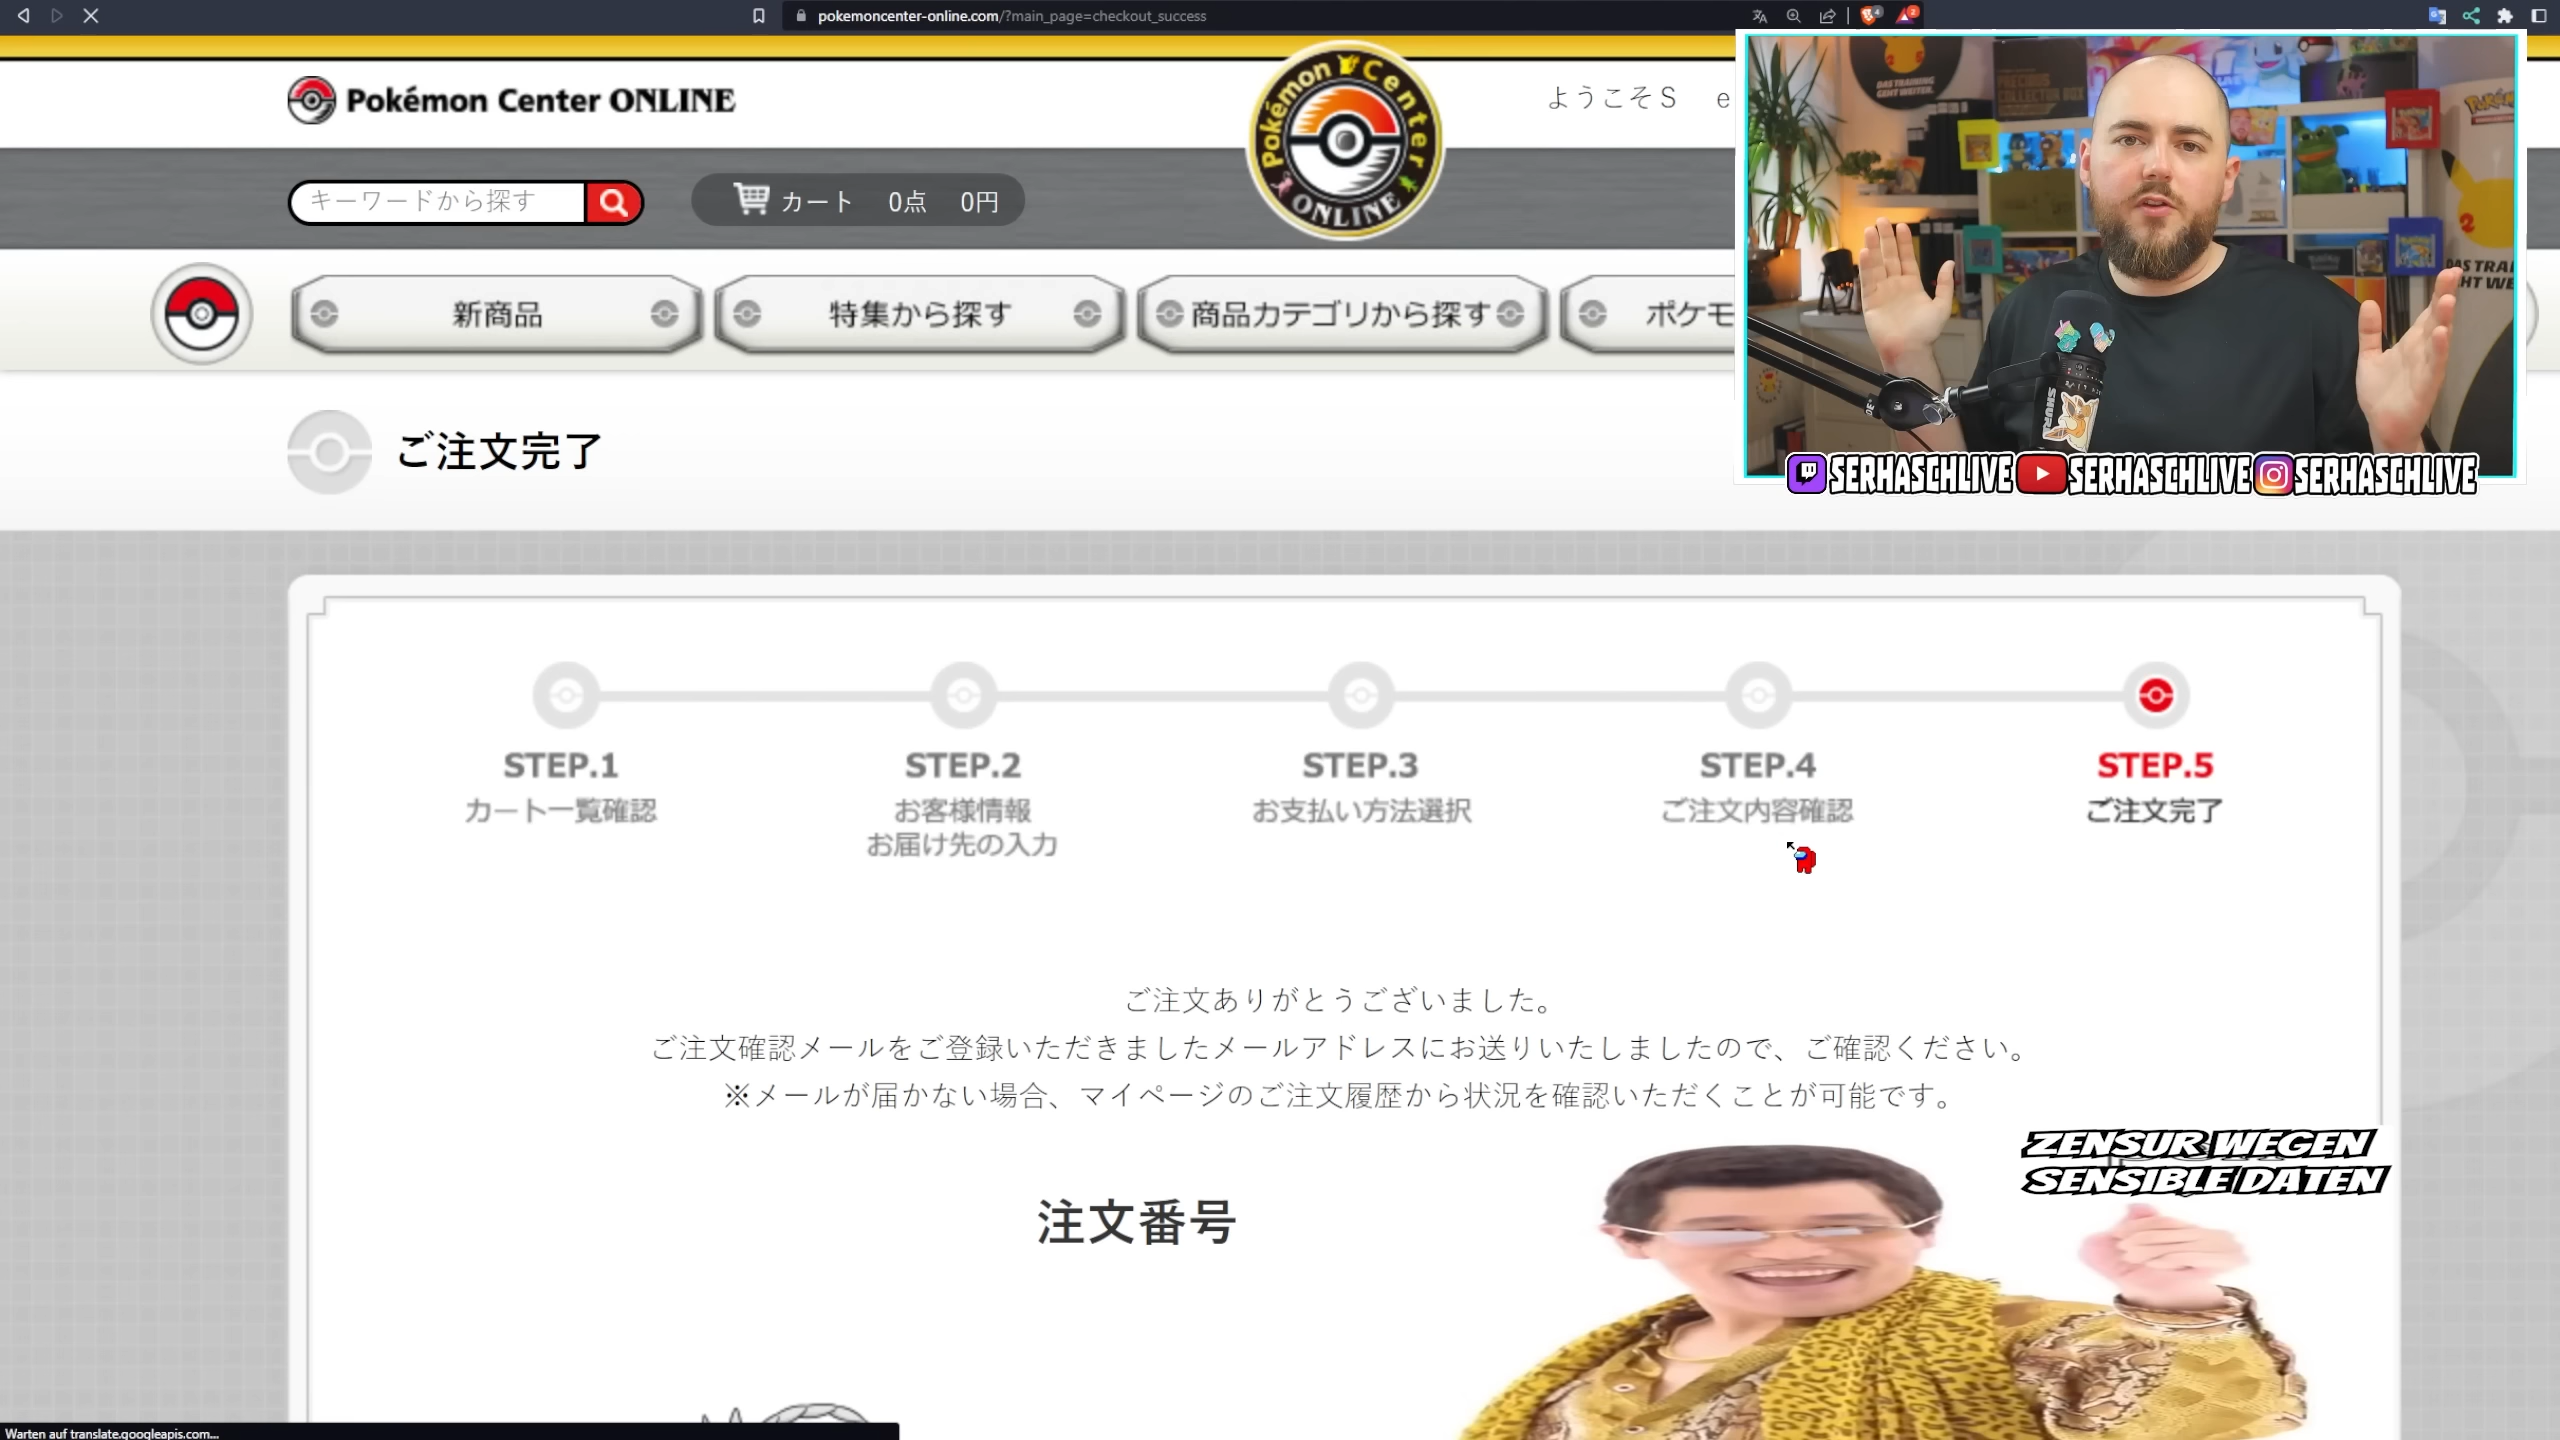 pokemoncenter-online.com/?main_page=checkout_success
Pokémon Center ONLINE
Pokémon Center
ONLINE
ようこそS e
キーワードから探す
カート 0点 0円
新商品
特集から探す
商品カテゴリから探す
ポケモ
DAS TRAINING
GEHT WEITER.
SHURE
SERHASCHLIVE SERHASCHLIVE SERHASCHLIVE
ご注文完了
STEP.1
カート一覧確認
STEP.2
お客様情報
お届け先の入力
STEP.3
お支払い方法選択
STEP.4
ご注文内容確認
STEP.5
ご注文完了
ご注文ありがとうございました。
ご注文確認メールをご登録いただきましたメールアドレスにお送りいたしましたので、ご確認ください。
※メールが届かない場合、マイページのご注文履歴から状況を確認いただくことが可能です。
ZENSUR WEGEN
SENSIBLE DATEN
注文番号
Warten auf translate.googleapis.com...